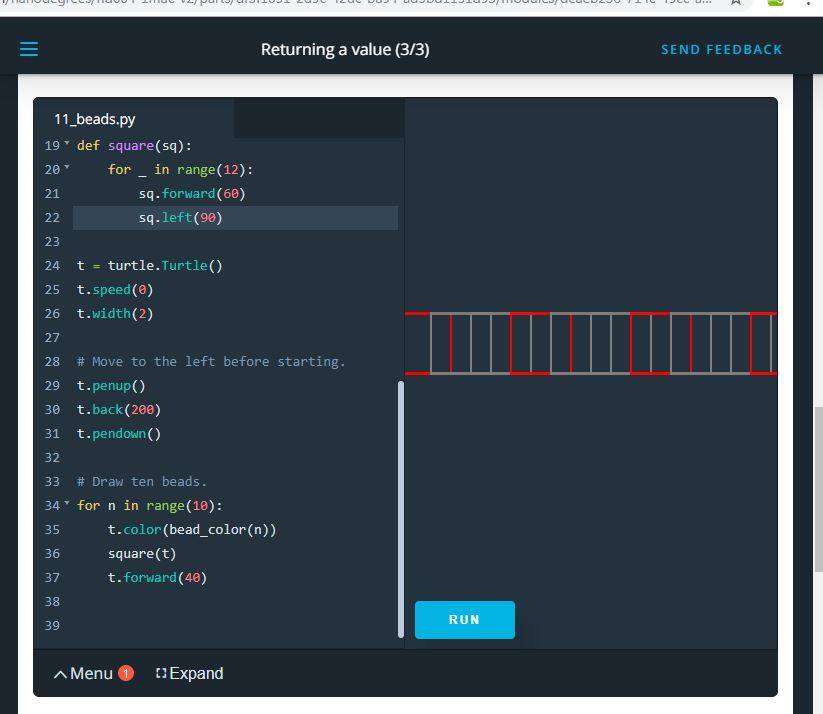 Returning a value (3/3)
SEND FEEDBACK
11_beads.py
19 def square(sq):
20 for _ in range(12):
21 sq.forward(60)
22 sq.left(90)
23
24 t = turtle.Turtle()
25 t.speed(0)
26 t.width(2)
27
28 # Move to the left before starting.
29 t.penup()
30 t.back(200)
31 t.pendown()
32
33 # Draw ten beads.
34 for n in range(10):
35 t.color(bead_color(n))
36 square(t)
37 t.forward(40)
38
39
RUN
Menu 1 Expand